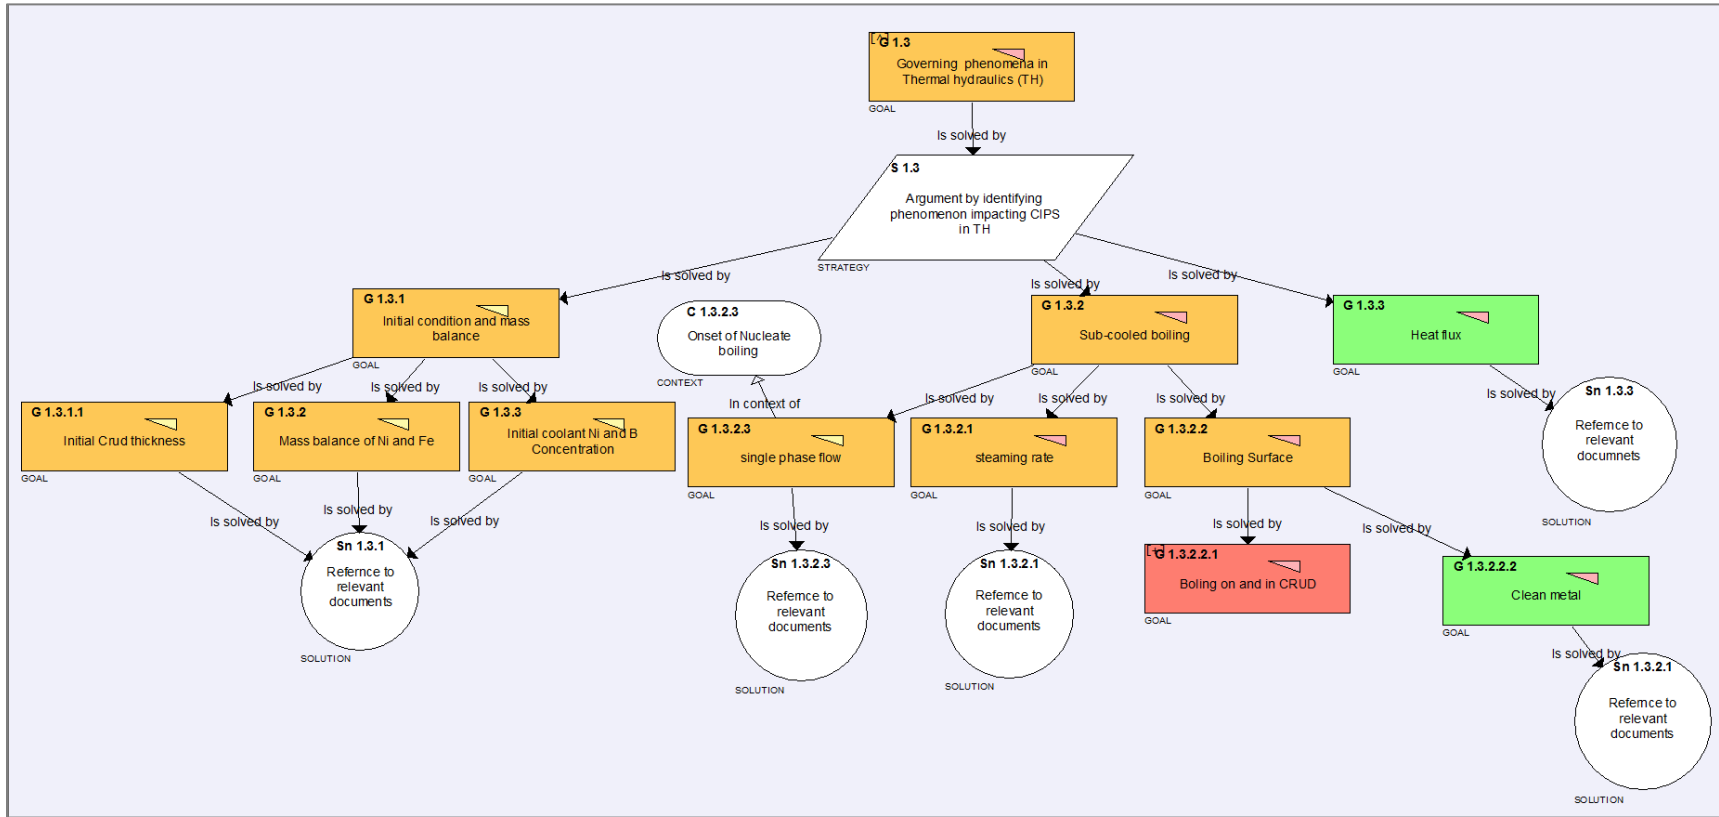 [^]
G 1.3
Governing phenomena in
Thermal hydraulics (TH)
GOAL
Is solved by
S 1.3
Argument by identifying
phenomenon impacting CIPS
in TH
STRATEGY
Is solved by
Is solved by
Is solved by
G 1.3.1
Initial condition and mass
balance
GOAL
C 1.3.2.3
Onset of Nucleate
boiling
CONTEXT
G 1.3.2
Sub-cooled boiling
GOAL
G 1.3.3
Heat flux
GOAL
Is solved by
Is solved by
Is solved by
In context of
Is solved by
Is solved by
Is solved by
Is solved by
G 1.3.1.1
Initial Crud thickness
GOAL
G 1.3.2
Mass balance of Ni and Fe
GOAL
G 1.3.3
Initial coolant Ni and B
Concentration
GOAL
G 1.3.2.3
single phase flow
GOAL
G 1.3.2.1
steaming rate
GOAL
G 1.3.2.2
Boiling Surface
GOAL
Sn 1.3.3
Refernce to
relevant
documnets
SOLUTION
Is solved by
Is solved by
Is solved by
Is solved by
Is solved by
Is solved by
Is solved by
Sn 1.3.1
Refernce to
relevant
documents
SOLUTION
Sn 1.3.2.3
Refernce to
relevant
documents
SOLUTION
Sn 1.3.2.1
Refernce to
relevant
documents
SOLUTION
G 1.3.2.2.1
Boling on and in CRUD
GOAL
G 1.3.2.2.2
Clean metal
GOAL
Is solved by
Sn 1.3.2.1
Refernce to
relevant
documents
SOLUTION